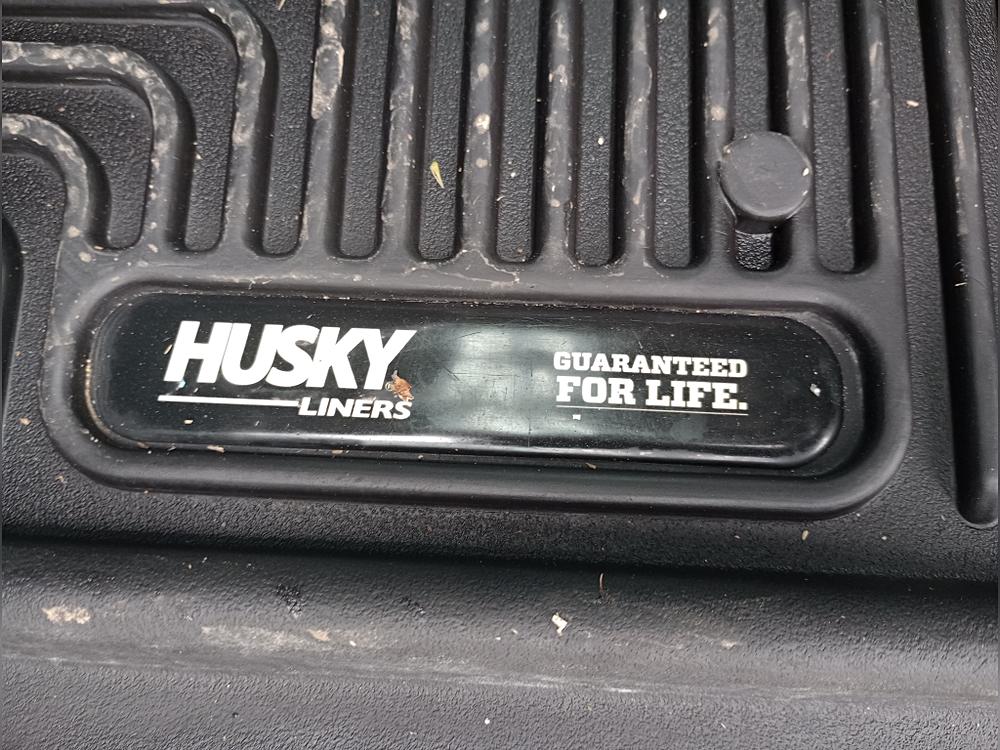 HUSKY
LINERS
GUARANTEED
FOR LIFE.